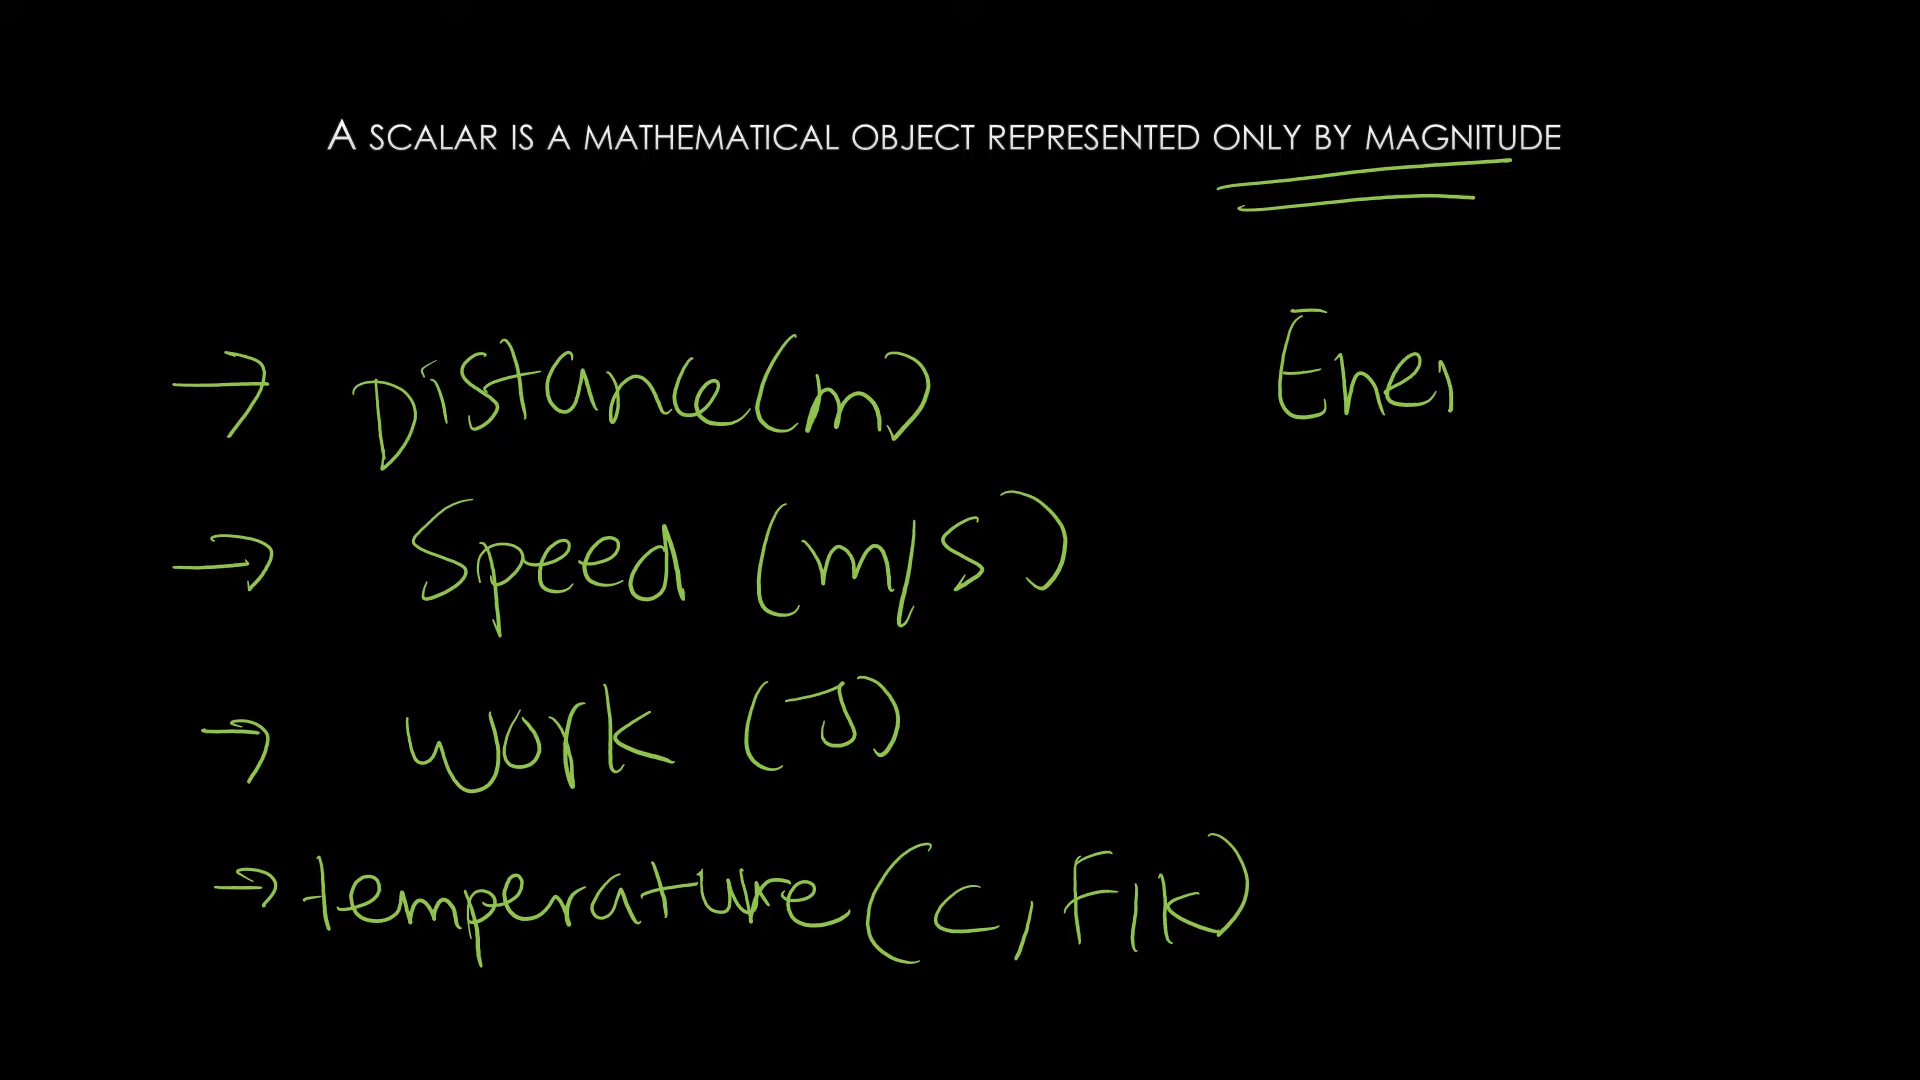 A SCALAR IS A MATHEMATICAL OBJECT REPRESENTED ONLY BY MAGNITUDE
→ Distance (m)
Ener
→ Speed (m/s)
→ Work (J)
→ temperature (C, F/K)